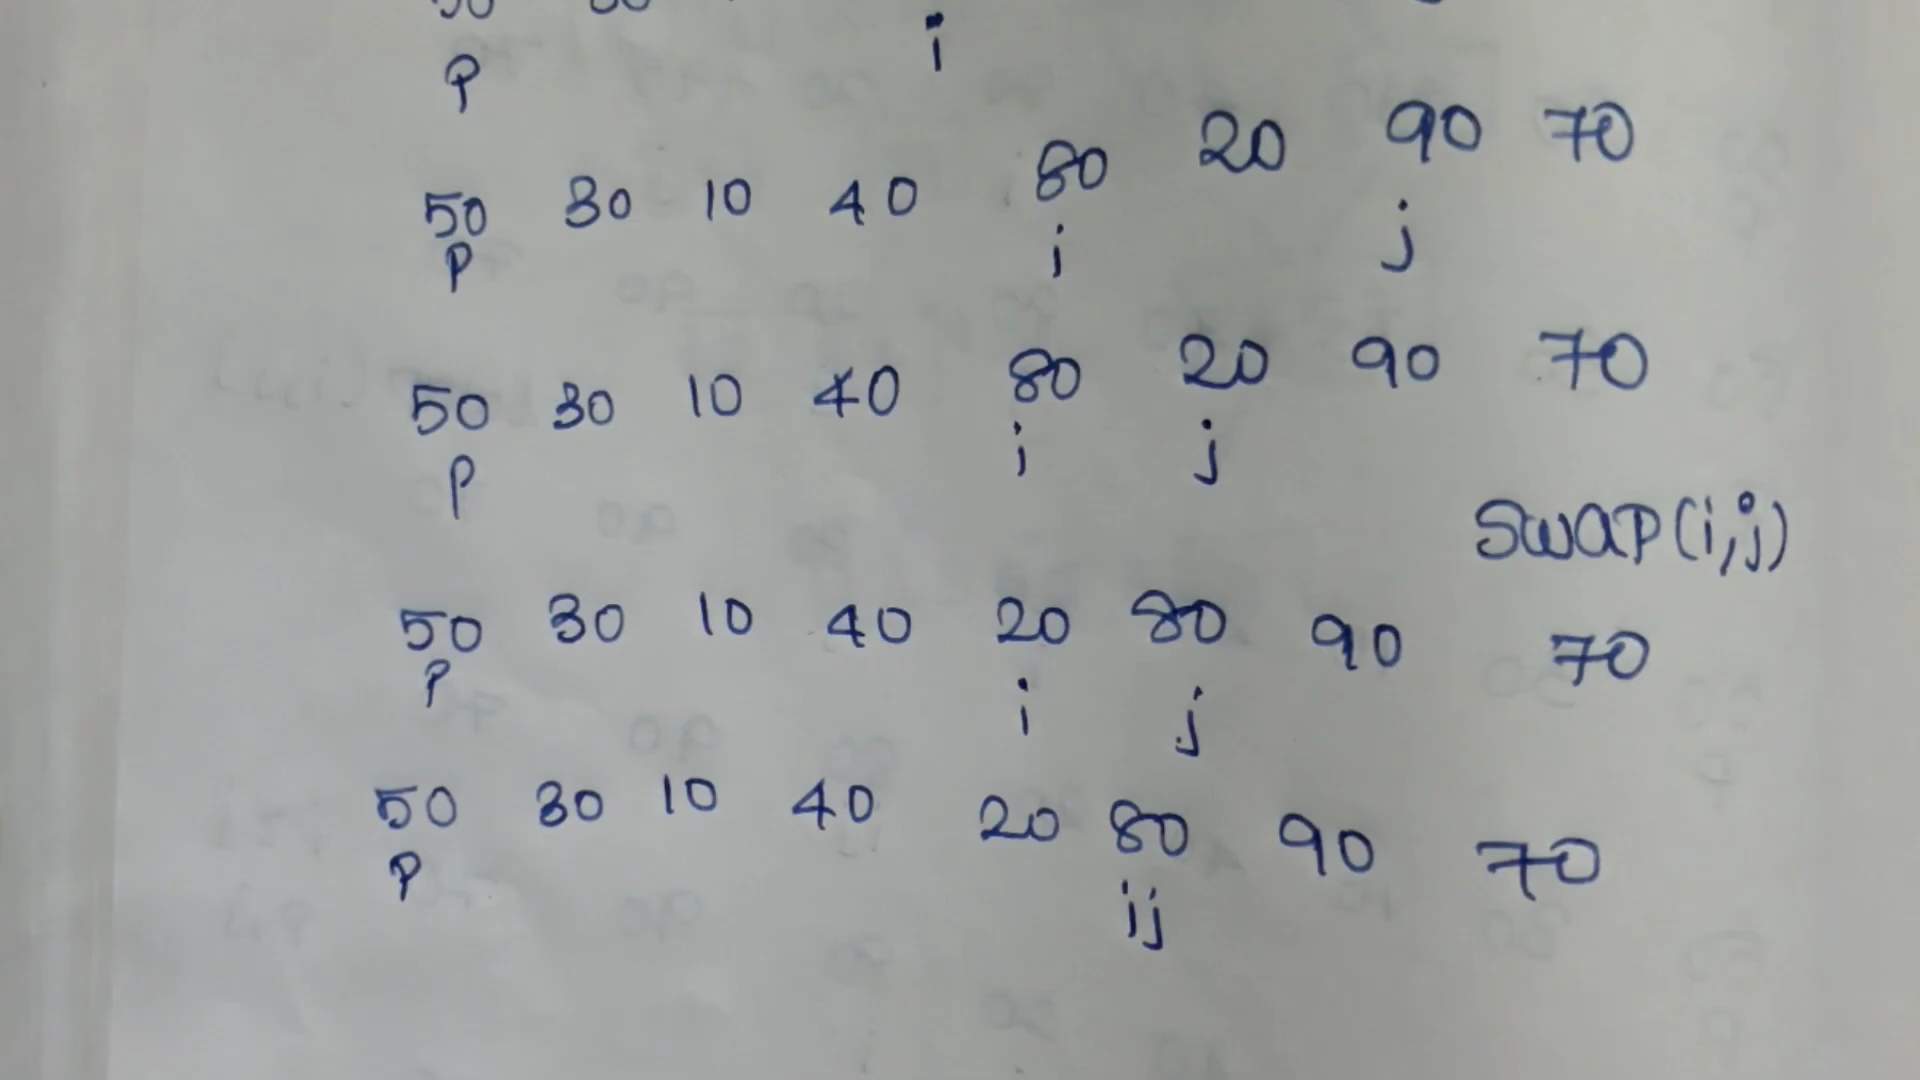 i
P
50 30 10 40 80 20 90 70
P i j
50 30 10 40 80 20 90 70
P i j
SWAP(i,j)
50 30 10 40 20 80 90 70
P i j
50 30 10 40 20 80 90 70
P ij